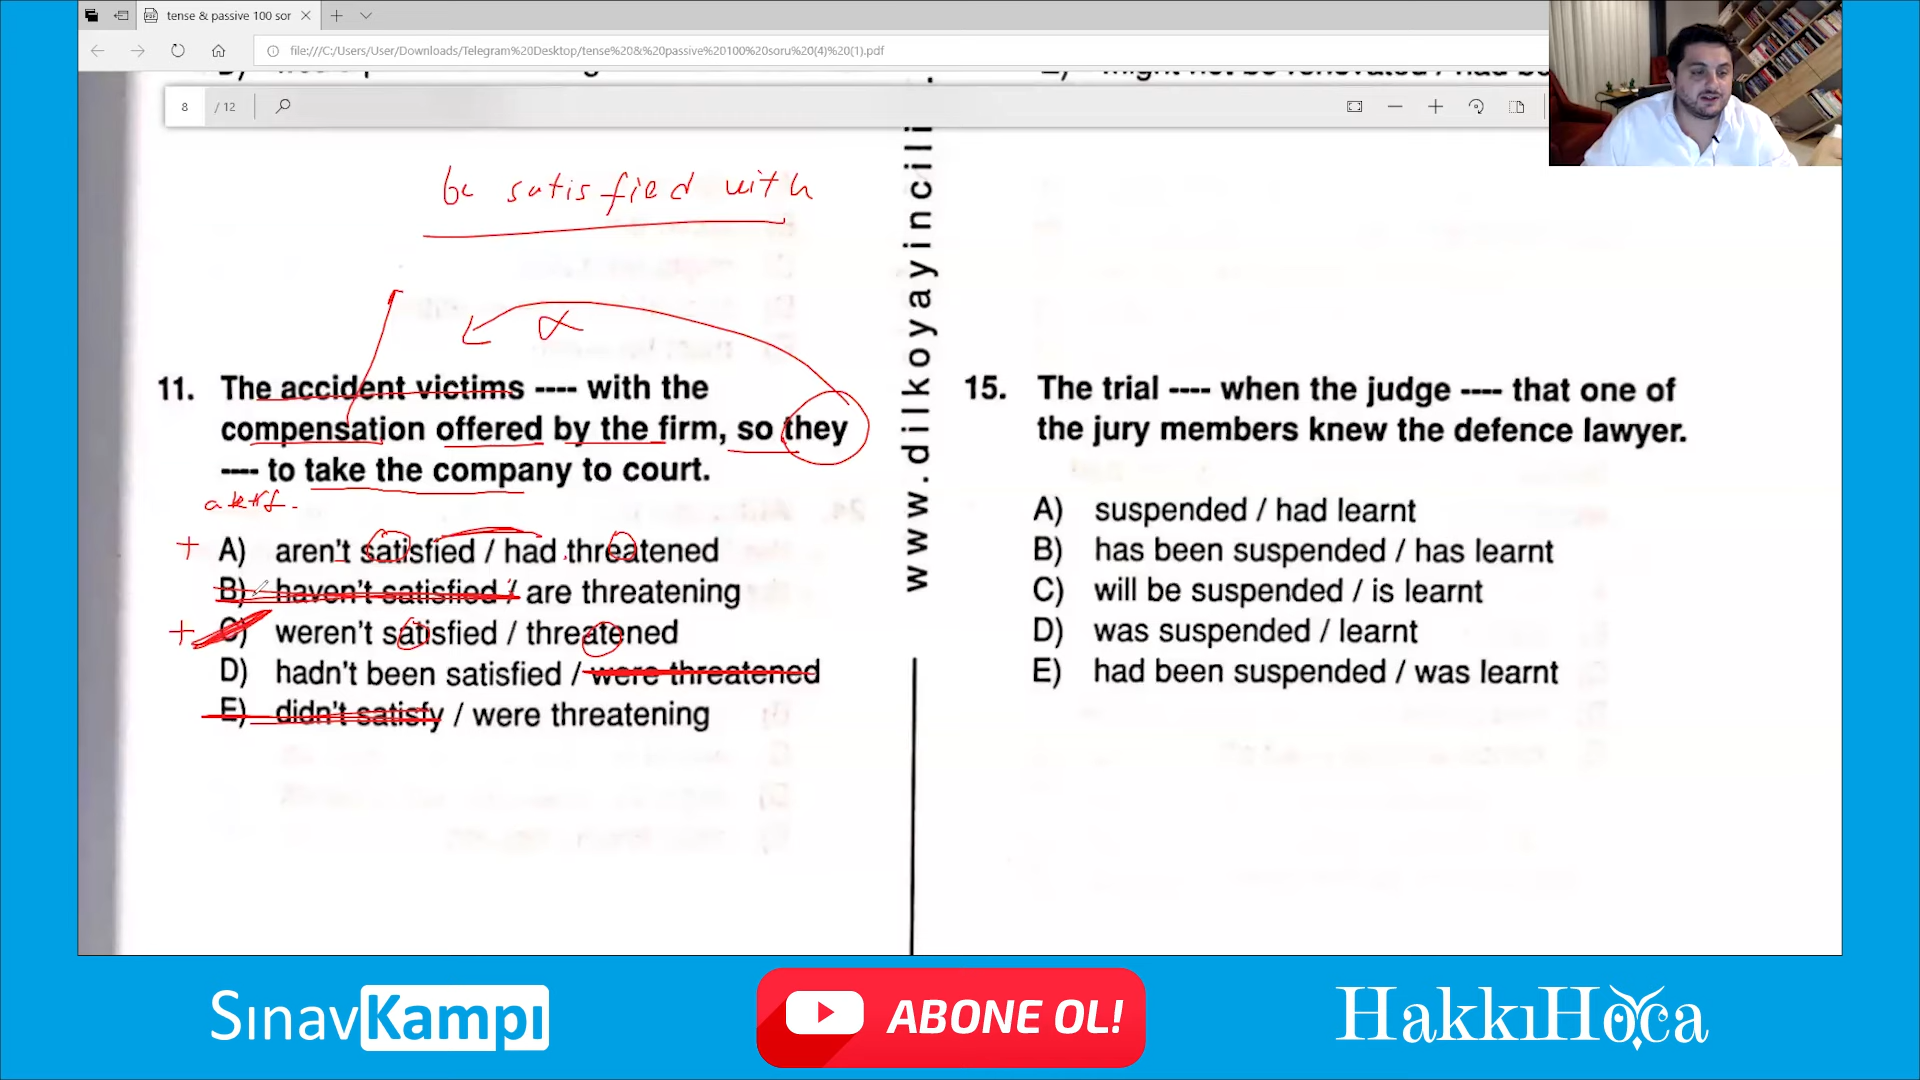 tense & passive 100 sor
file:///C:/Users/User/Downloads/Telegram%20Desktop/tense%20&%20passive%20100%20soru%20(4)%20(1).pdf
8 / 12
be satisfied with
11. The accident victims ---- with the
compensation offered by the firm, so they
---- to take the company to court.
aktif.
+ A) aren't satisfied / had threatened
B) haven't satisfied / are threatening
+ C) weren't satisfied / threatened
D) hadn't been satisfied / were threatened
E) didn't satisfy / were threatening
www.dilkoyayincili
15. The trial ---- when the judge ---- that one of
the jury members knew the defence lawyer.
A) suspended / had learnt
B) has been suspended / has learnt
C) will be suspended / is learnt
D) was suspended / learnt
E) had been suspended / was learnt
SınavKampı
ABONE OL!
HakkıHoca